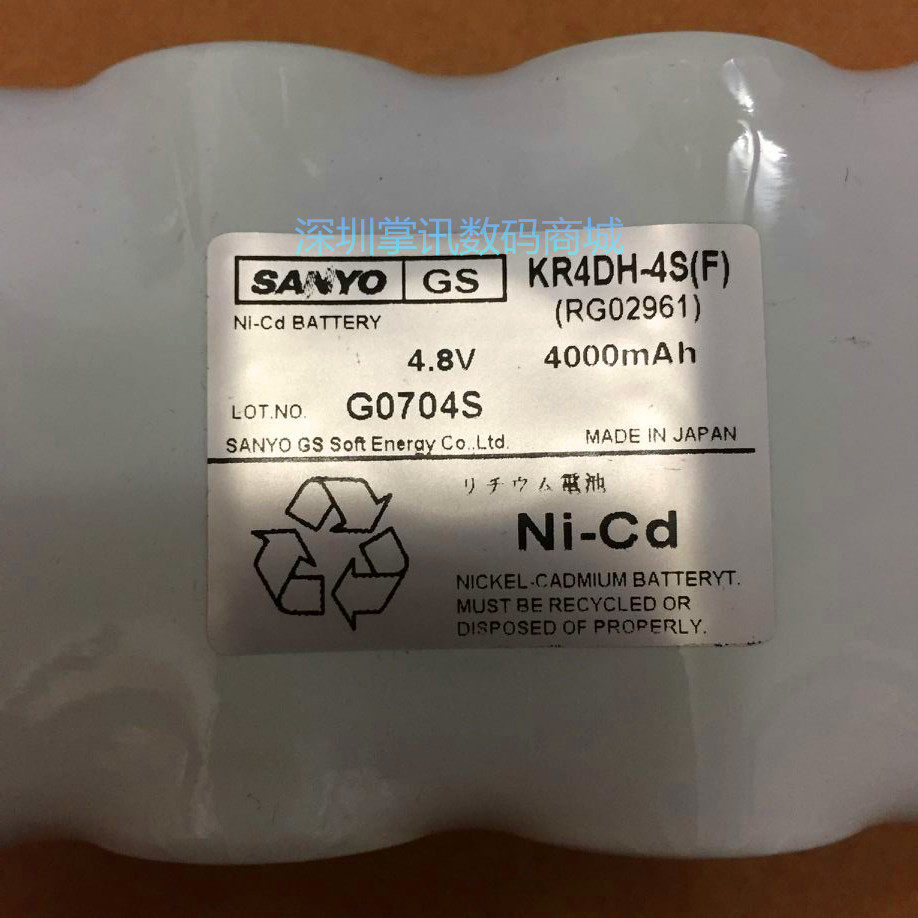 深圳掌讯数码商城
SANYO GS KR4DH-4S(F)
(RG02961)
Ni-Cd BATTERY
4.8V 4000mAh
LOT.NO. G0704S
SANYO GS Soft Energy Co.,Ltd. MADE IN JAPAN
リチウム電池
Ni-Cd
NICKEL-CADMIUM BATTERYT.
MUST BE RECYCLED OR
DISPOSED OF PROPERLY.